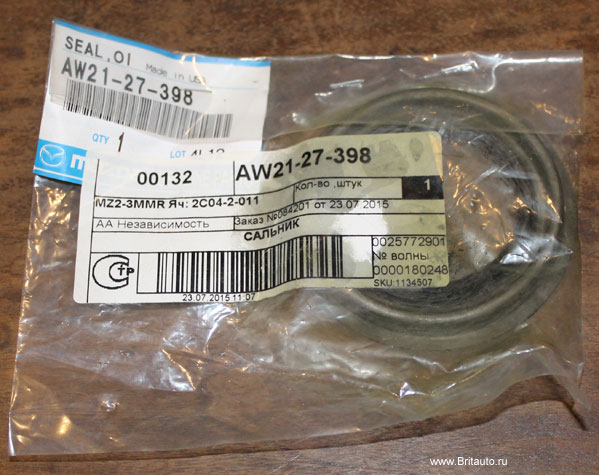 SEAL, OI
Made in US
AW21-27-398
QTY 1
LOT
00132
AW21-27-398
Кол-во ,штук
1
MZ2-3MMR Яч: 2C04-2-011
Заказ №084201 от 23.07.2015
АА Независимость
САЛЬНИК
0025772901
№ волны
0000180248
SKU:1134507
23.07.2015 11:07
www.Britauto.ru